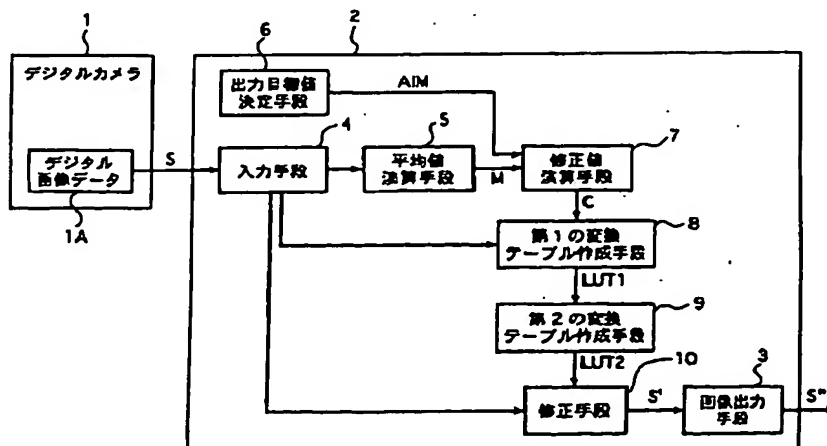 1
デジタルカメラ
デジタル
画像データ
1A
S
2
6
出力目標値
決定手段
AIM
4
入力手段
5
平均値
演算手段
M
7
修正値
演算手段
C
8
第1の変換
テーブル作成手段
LUT1
9
第2の変換
テーブル作成手段
LUT2
10
修正手段
S'
3
画像出力
手段
S"